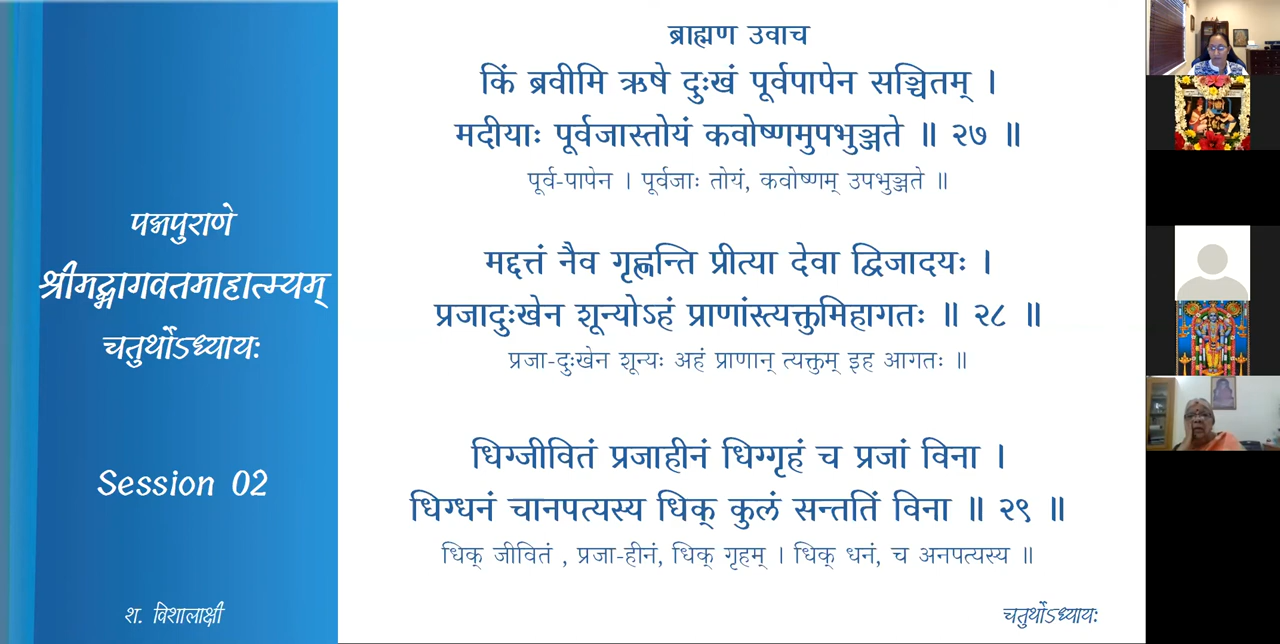 पद्मपुराणे
श्रीमद्भागवतमाहात्म्यम्
चतुर्थोऽध्यायः
Session 02
श. विशालाक्षी
ब्राह्मण उवाच
किं ब्रवीमि ऋषे दुःखं पूर्वपापेन सञ्चितम् ।
मदीयाः पूर्वजास्तोयं कवोष्णमुपभुञ्जते ॥ २७ ॥
पूर्व-पापेन । पूर्वजाः तोयं, कवोष्णम् उपभुञ्जते ॥
मद्दत्तं नैव गृह्णन्ति प्रीत्या देवा द्विजादयः ।
प्रजादुःखेन शून्योऽहं प्राणांस्त्यक्तुमिहागतः ॥ २८ ॥
प्रजा-दुःखेन शून्यः अहं प्राणान् त्यक्तुम् इह आगतः ॥
धिग्जीवितं प्रजाहीनं धिग्गृहं च प्रजां विना ।
धिग्धनं चानपत्यस्य धिक् कुलं सन्ततिं विना ॥ २९ ॥
धिक् जीवितं , प्रजा-हीनं, धिक् गृहम् । धिक् धनं, च अनपत्यस्य ॥
चतुर्थोऽध्यायः